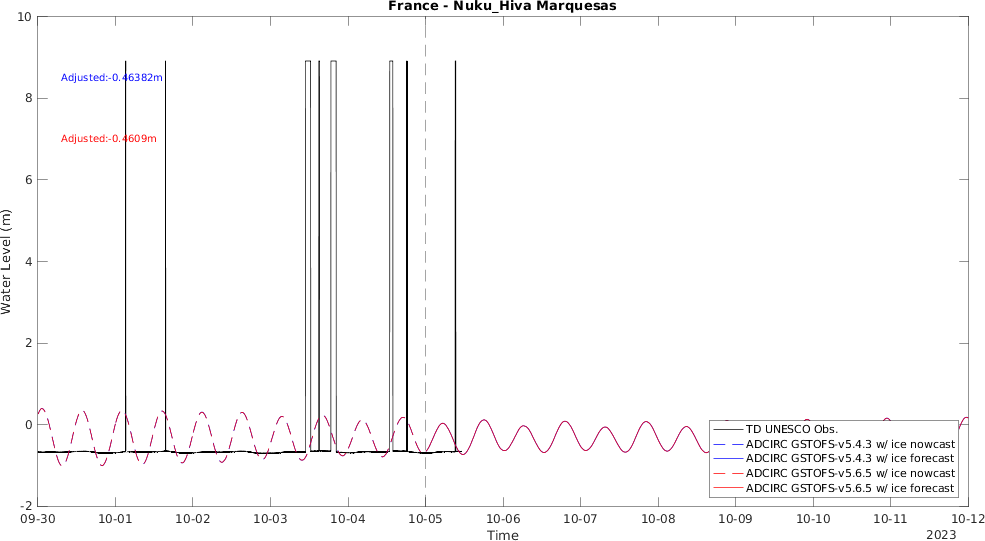 France - Nuku_Hiva Marquesas
10
8
6
4
2
0
-2
Water Level (m)
Adjusted:-0.46382m
Adjusted:-0.4609m
TD UNESCO Obs.
ADCIRC GSTOFS-v5.4.3 w/ ice nowcast
ADCIRC GSTOFS-v5.4.3 w/ ice forecast
ADCIRC GSTOFS-v5.6.5 w/ ice nowcast
ADCIRC GSTOFS-v5.6.5 w/ ice forecast
09-30 10-01 10-02 10-03 10-04 10-05 10-06 10-07 10-08 10-09 10-10 10-11 10-12
Time
2023